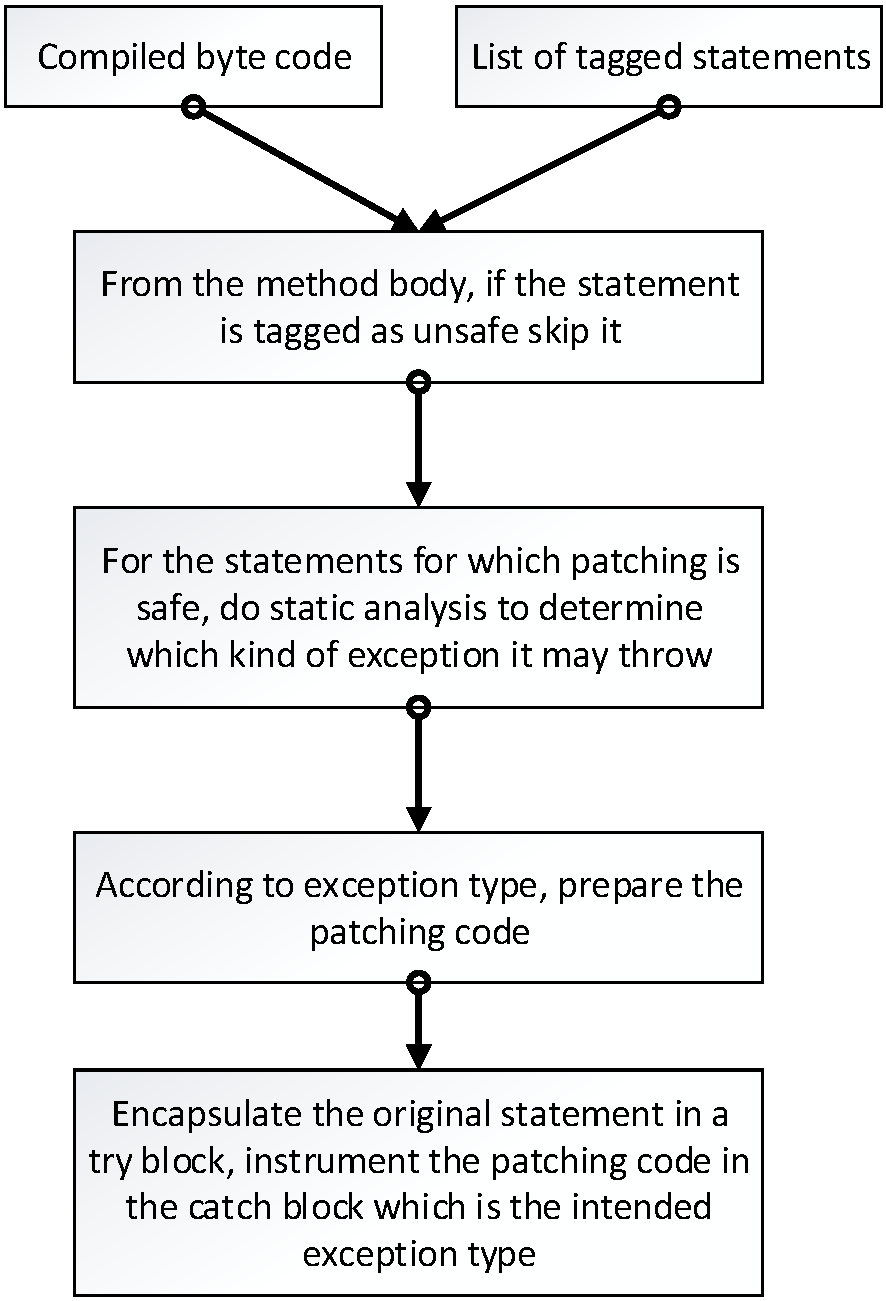 Compiled byte code
List of tagged statements
From the method body, if the statement
is tagged as unsafe skip it
For the statements for which patching is
safe, do static analysis to determine
which kind of exception it may throw
According to exception type, prepare the
patching code
Encapsulate the original statement in a
try block, instrument the patching code in
the catch block which is the intended
exception type